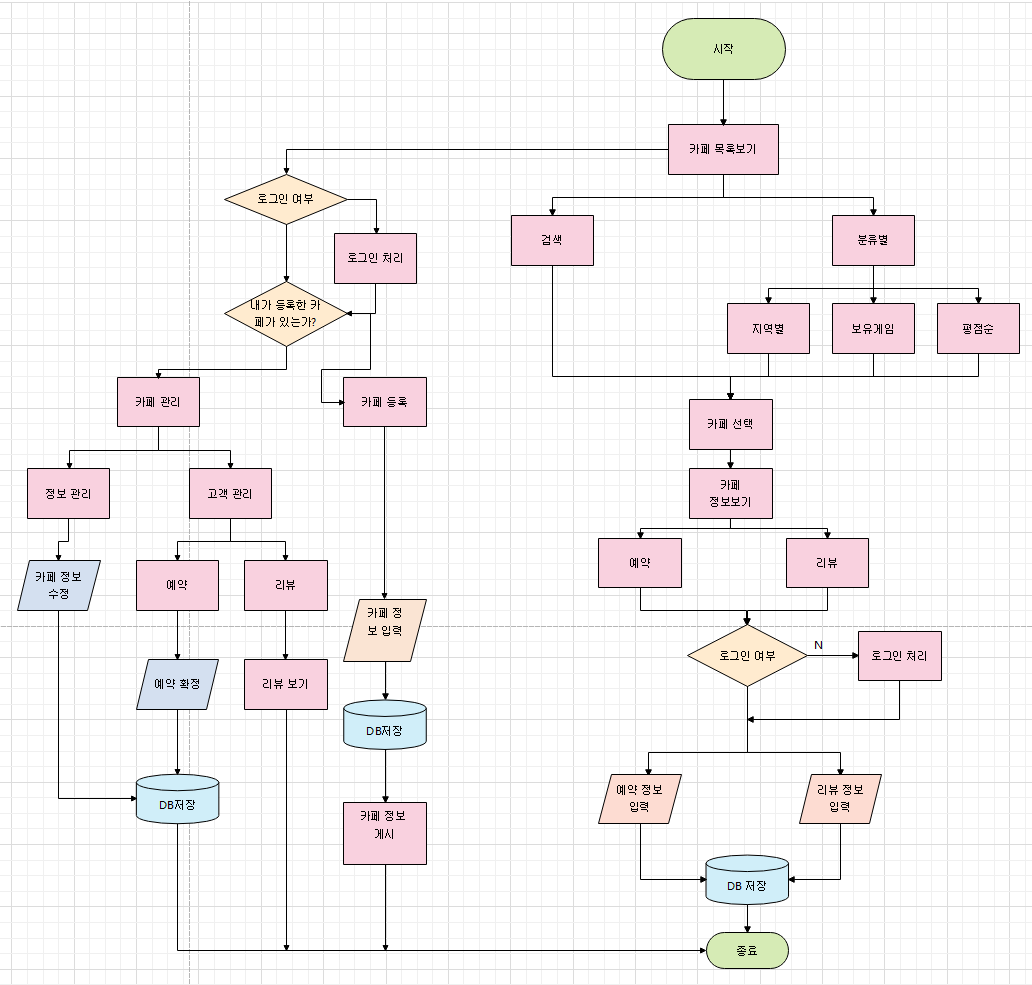 시작
카페 목록보기
로그인 여부
로그인 처리
검색
분류별
내가 등록한 카
페가 있는가?
지역별
보유게임
평점순
카페 관리
카페 등록
카페 선택
정보 관리
고객 관리
카페
정보보기
카페 정보
수정
예약
리뷰
예약
리뷰
카페 정
보 입력
로그인 여부
N
로그인 처리
예약 확정
리뷰 보기
DB저장
DB저장
카페 정보
게시
예약 정보
입력
리뷰 정보
입력
DB 저장
종료